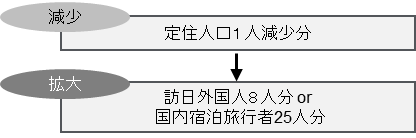 減少
定住人口1人減少分
拡大
訪日外国人8人分 or
国内宿泊旅行者25人分